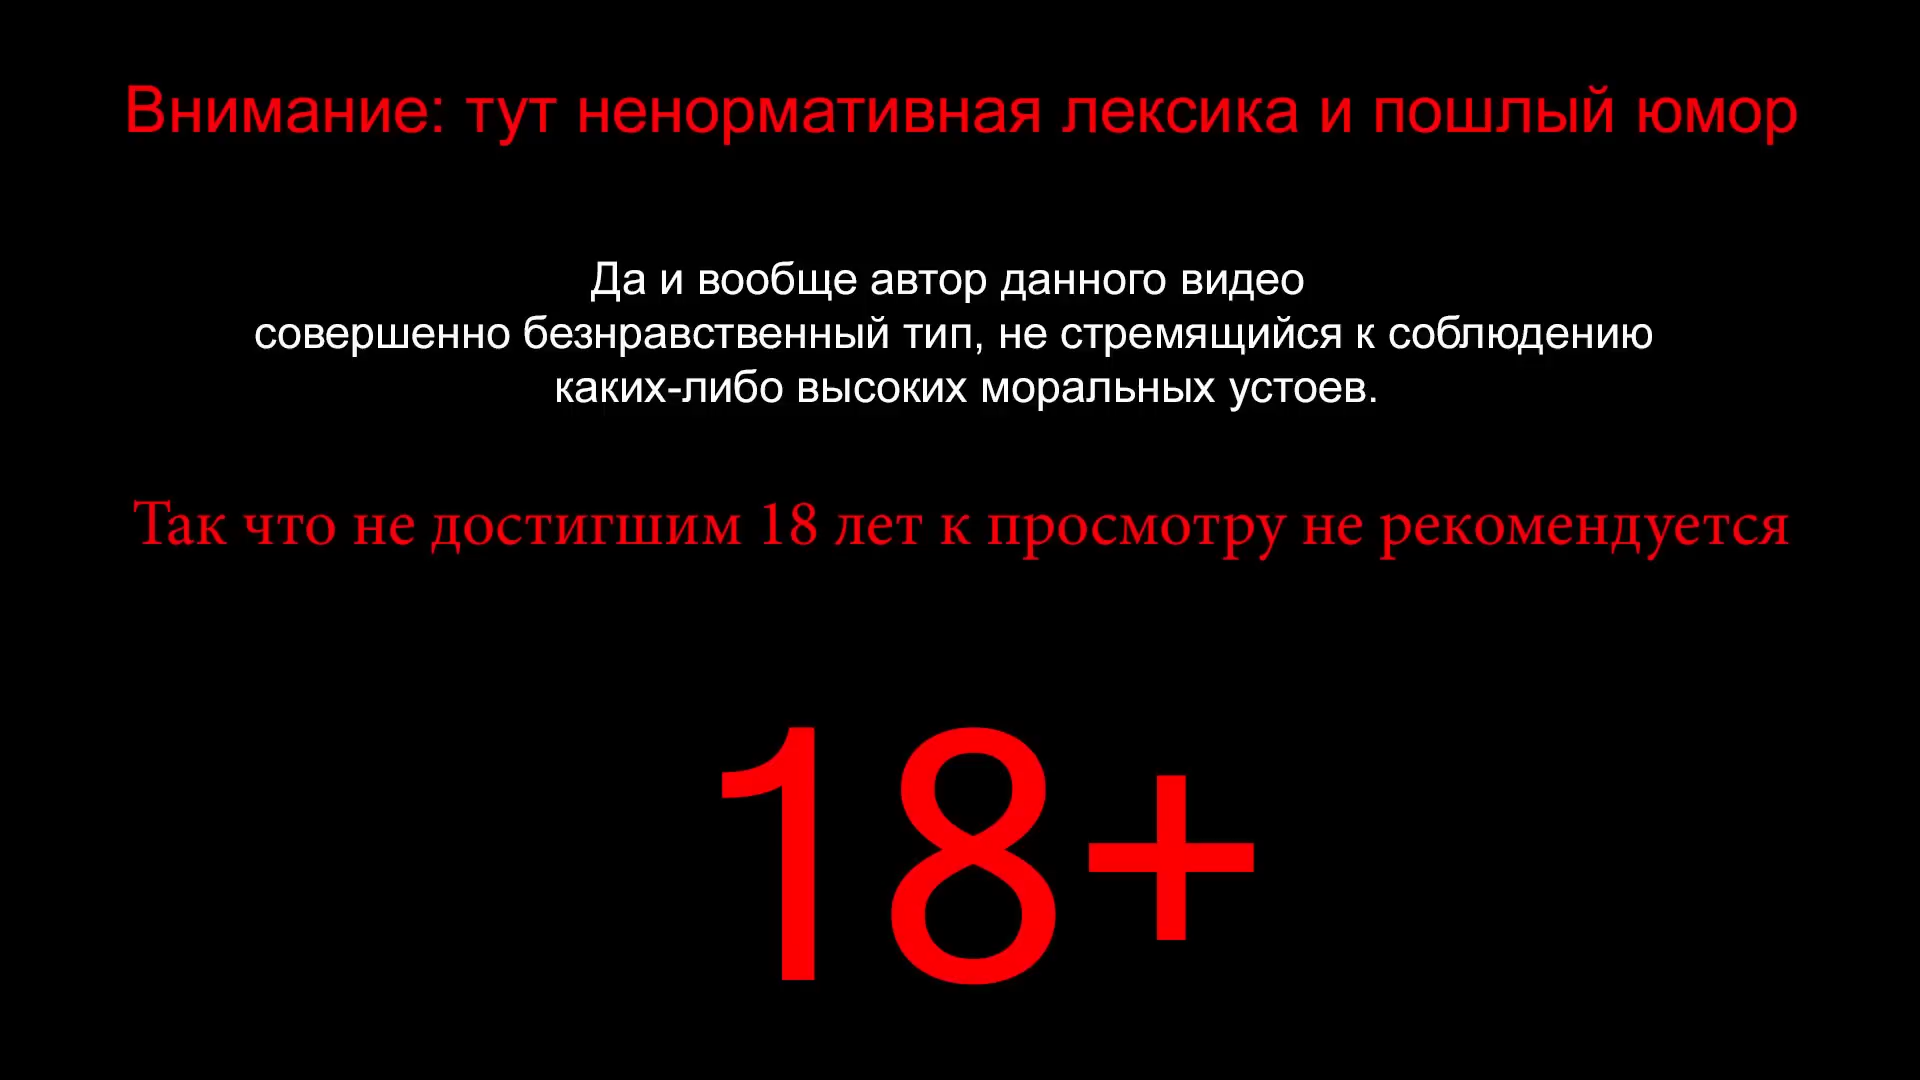 Внимание: тут ненормативная лексика и пошлый юмор
Да и вообще автор данного видео
совершенно безнравственный тип, не стремящийся к соблюдению
каких-либо высоких моральных устоев.
Так что не достигшим 18 лет к просмотру не рекомендуется
18+